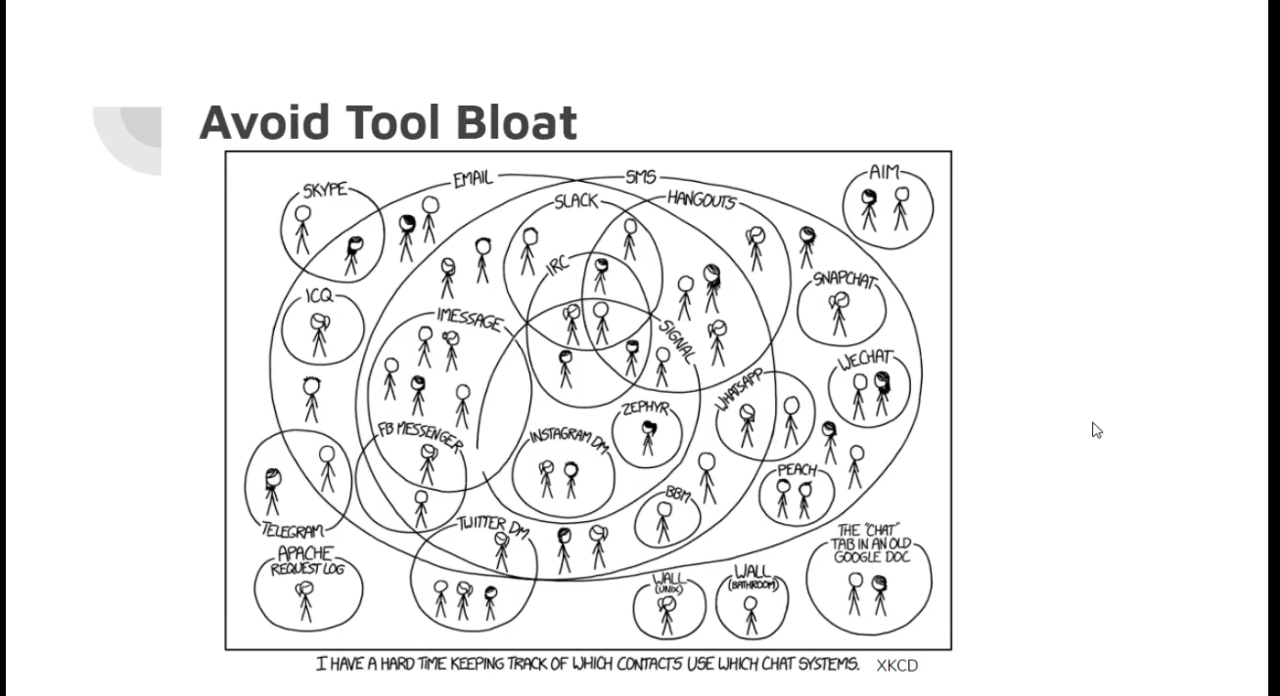 Avoid Tool Bloat
SKYPE
EMAIL
SMS
AIM
SLACK
HANGOUTS
IRC
SNAPCHAT
ICQ
IMESSAGE
SIGNAL
WECHAT
WHATSAPP
ZEPHYR
FB MESSENGER
INSTAGRAM DM
PEACH
BBM
TELEGRAM
TWITTER DM
THE "CHAT"
TAB IN AN OLD
GOOGLE DOC
APACHE
REQUEST LOG
WALL
(UNIX)
WALL
(BATHROOM)
I HAVE A HARD TIME KEEPING TRACK OF WHICH CONTACTS USE WHICH CHAT SYSTEMS. XKCD